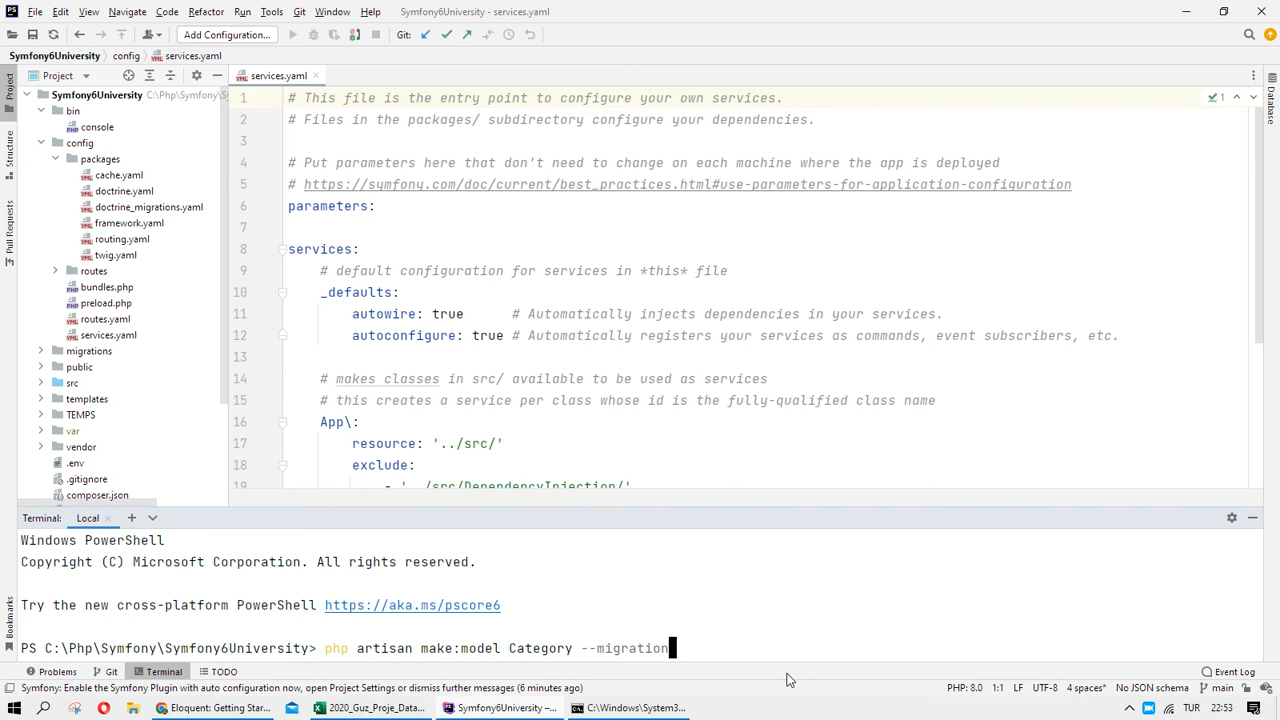 File Edit View Navigate Code Refactor Run Tools Git Window Help Symfony6University - services.yaml
Add Configuration... Git:
Symfony6University config services.yaml
Project services.yaml
Symfony6University C:\Php\Symfony\S
bin
console
config
packages
cache.yaml
doctrine.yaml
doctrine_migrations.yaml
framework.yaml
routing.yaml
twig.yaml
routes
bundles.php
preload.php
routes.yaml
services.yaml
migrations
public
src
templates
TEMPS
var
vendor
.env
.gitignore
composer.json
Project
Structure
Pull Requests
Bookmarks
Database
1
1 # This file is the entry point to configure your own services.
2 # Files in the packages/ subdirectory configure your dependencies.
3
4 # Put parameters here that don't need to change on each machine where the app is deployed
5 # https://symfony.com/doc/current/best_practices.html#use-parameters-for-application-configuration
6 parameters:
7
8 services:
9 # default configuration for services in *this* file
10 _defaults:
11 autowire: true # Automatically injects dependencies in your services.
12 autoconfigure: true # Automatically registers your services as commands, event subscribers, etc.
13
14 # makes classes in src/ available to be used as services
15 # this creates a service per class whose id is the fully-qualified class name
16 App\:
17 resource: '../src/'
18 exclude:
19 - '../src/DependencyInjection/'
Terminal: Local
Windows PowerShell
Copyright (C) Microsoft Corporation. All rights reserved.
Try the new cross-platform PowerShell https://aka.ms/pscore6
PS C:\Php\Symfony\Symfony6University> php artisan make:model Category --migration
Problems Git Terminal TODO Event Log
Symfony: Enable the Symfony Plugin with auto configuration now, open Project Settings or dismiss further messages (6 minutes ago) PHP: 8.0 1:1 LF UTF-8 4 spaces* No JSON schema main
Eloquent: Getting Star... 2020_Guz_Proje_Data... Symfony6University –... C:\Windows\System3... TUR 22:53